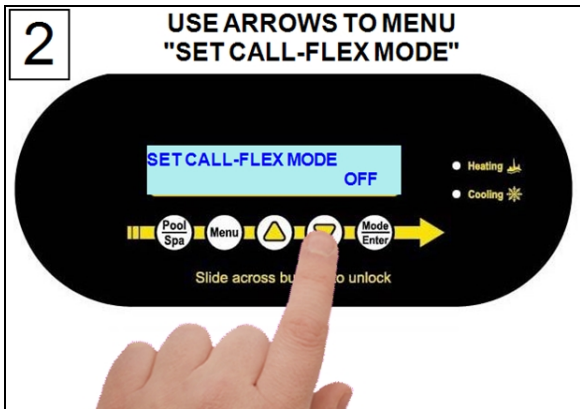 2
USE ARROWS TO MENU
"SET CALL-FLEX MODE"
SET CALL-FLEX MODE
OFF
Heating
Cooling
Pool
Spa
Menu
Mode
Enter
Slide across to unlock